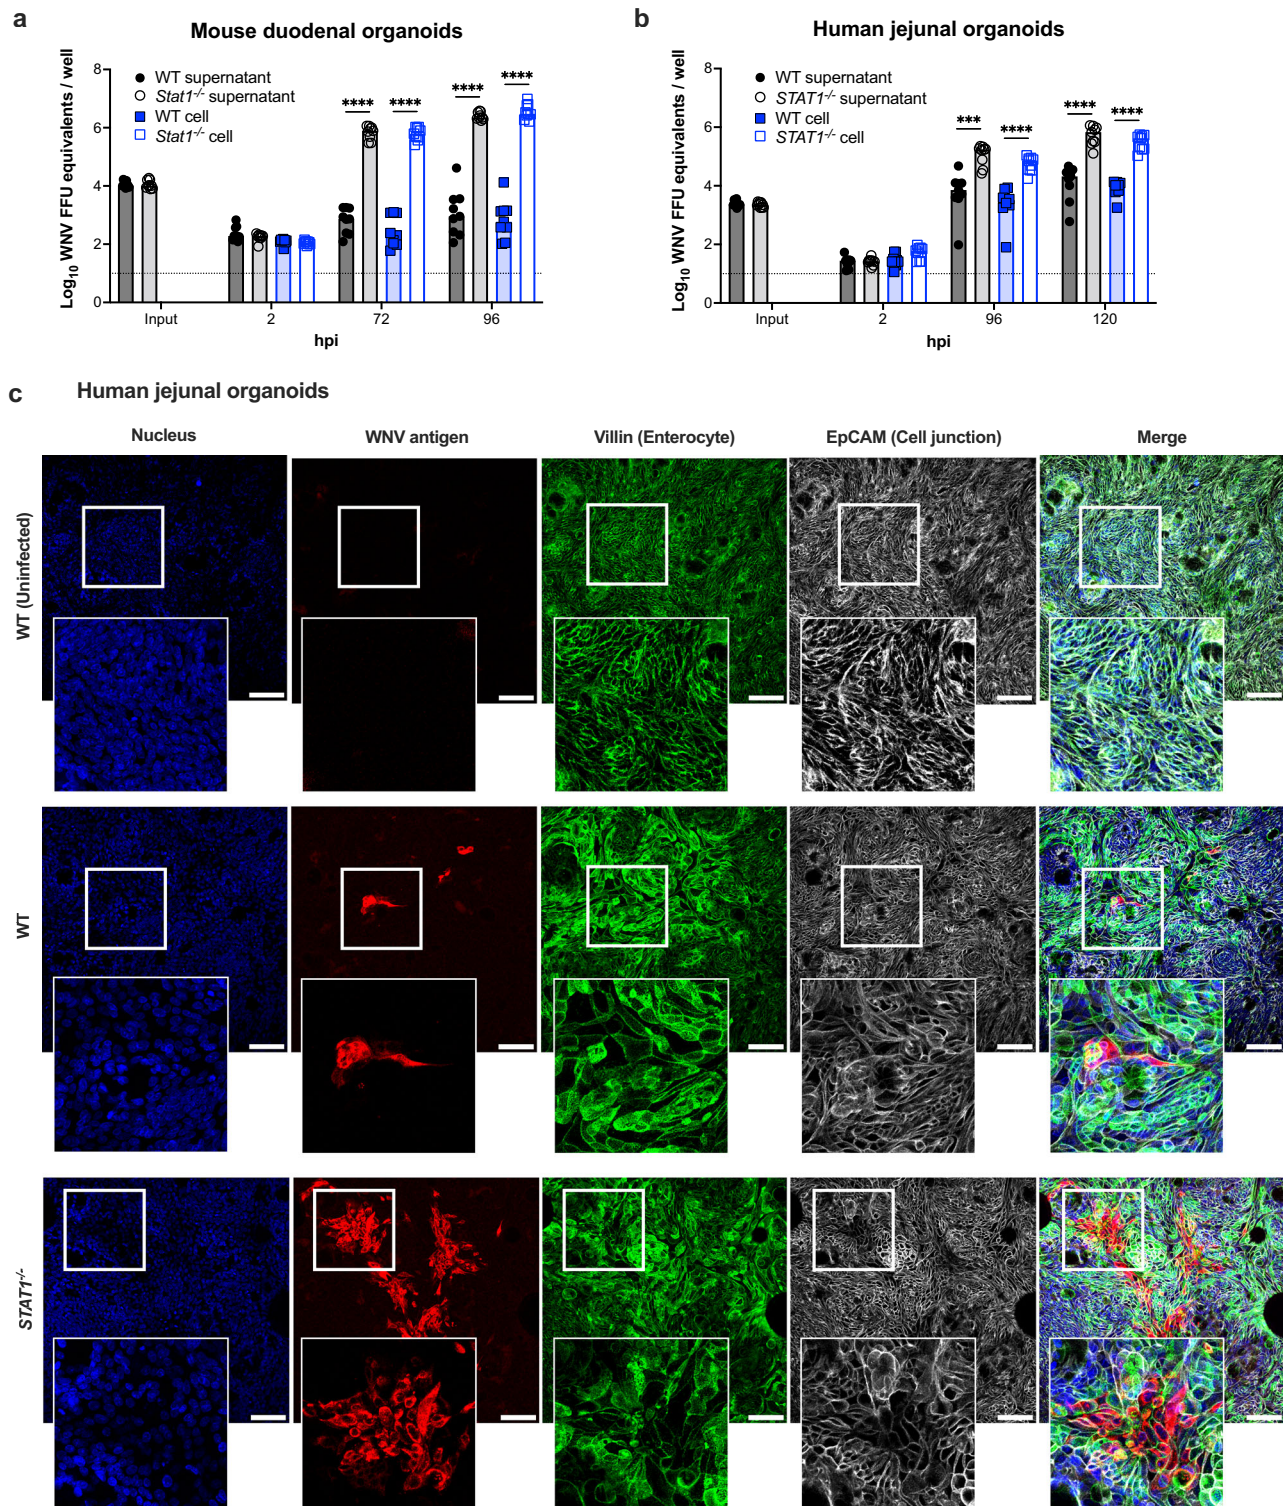 a
Mouse duodenal organoids
Log10 WNV FFU equivalents / well
8
6
4
2
0
WT supernatant
Stat1-/- supernatant
WT cell
Stat1-/- cell
**** **** **** ****
Input 2 72 96
hpi
b
Human jejunal organoids
Log10 WNV FFU equivalents / well
8
6
4
2
0
WT supernatant
STAT1-/- supernatant
WT cell
STAT1-/- cell
*** **** **** ****
Input 2 96 120
hpi
c Human jejunal organoids
Nucleus WNV antigen Villin (Enterocyte) EpCAM (Cell junction) Merge
WT (Uninfected)
WT
STAT1-/-